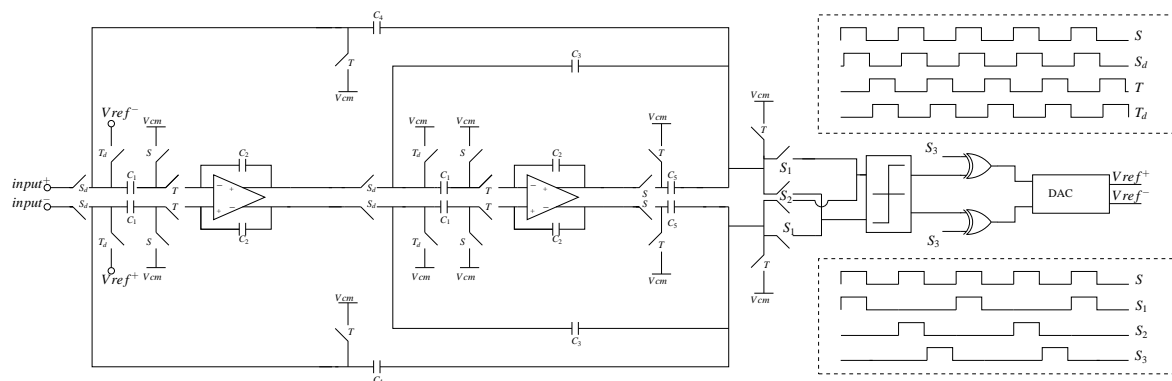 C4
S
Sd
T
Td
T
C3
Vcm
Vcm
Vref−
Vcm
Vcm
Vcm
Vcm
T
Td
S
C2
Td
S
C2
T
S3
S1
input+
Sd
C1
T
− +
Sd
C1
T
− +
S
C5
S2
DAC
Vref+
Vref−
input−
Sd
C1
T
+ −
Sd
C1
T
+ −
S
C5
S1
Td
S
C2
Td
S
C2
T
S3
T
Vref+
Vcm
Vcm
Vcm
Vcm
Vcm
Vcm
T
C3
S
S1
S2
S3